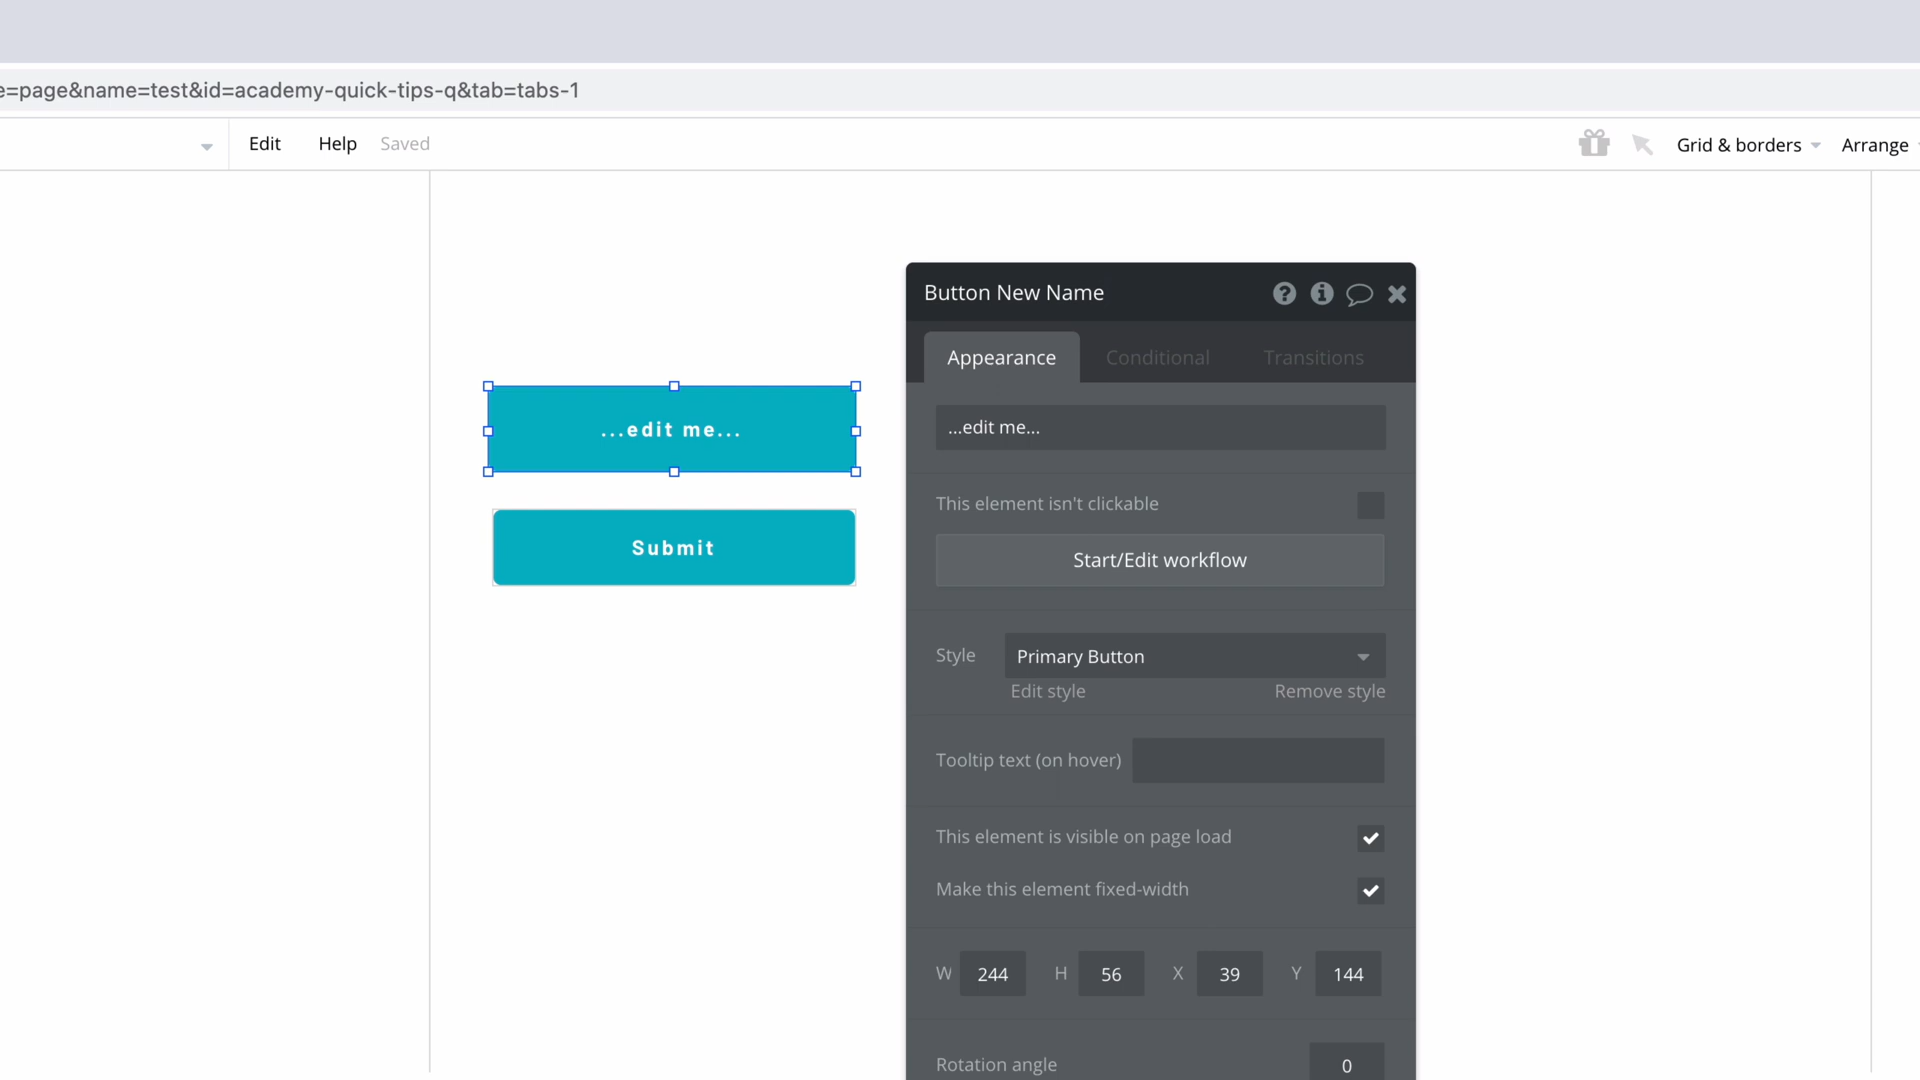 e=page&name=test&id=academy-quick-tips-q&tab=tabs-1
Edit Help Saved Grid & borders Arrange
Button New Name
Appearance Conditional Transitions
...edit me...
...edit me...
This element isn't clickable
Submit
Start/Edit workflow
Style Primary Button
Edit style Remove style
Tooltip text (on hover)
This element is visible on page load
Make this element fixed-width
W 244 H 56 X 39 Y 144
Rotation angle 0